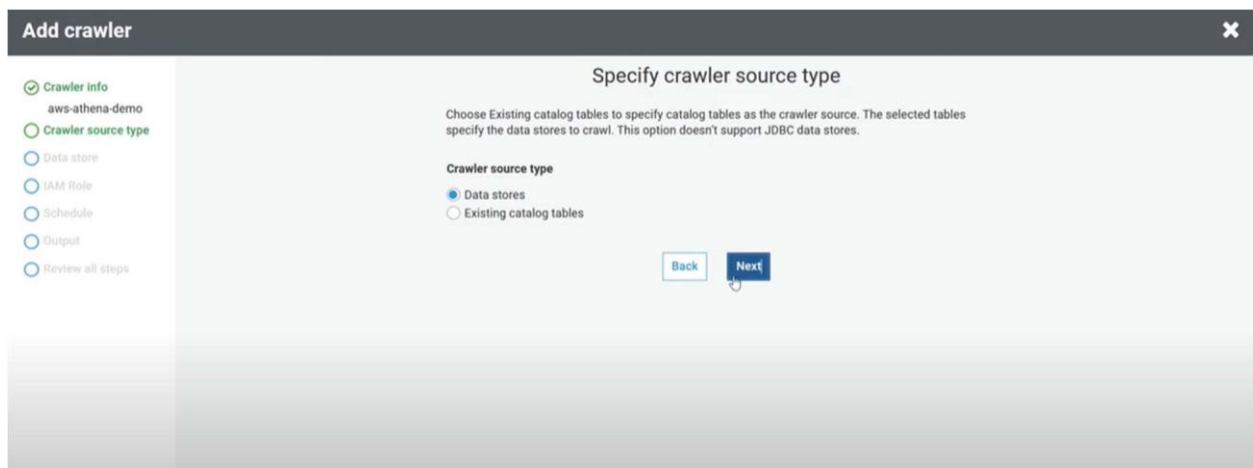 Add crawler
Crawler info
aws-athena-demo
Crawler source type
Data store
IAM Role
Schedule
Output
Review all steps
Specify crawler source type
Choose Existing catalog tables to specify catalog tables as the crawler source. The selected tables
specify the data stores to crawl. This option doesn't support JDBC data stores.
Crawler source type
Data stores
Existing catalog tables
Back
Next